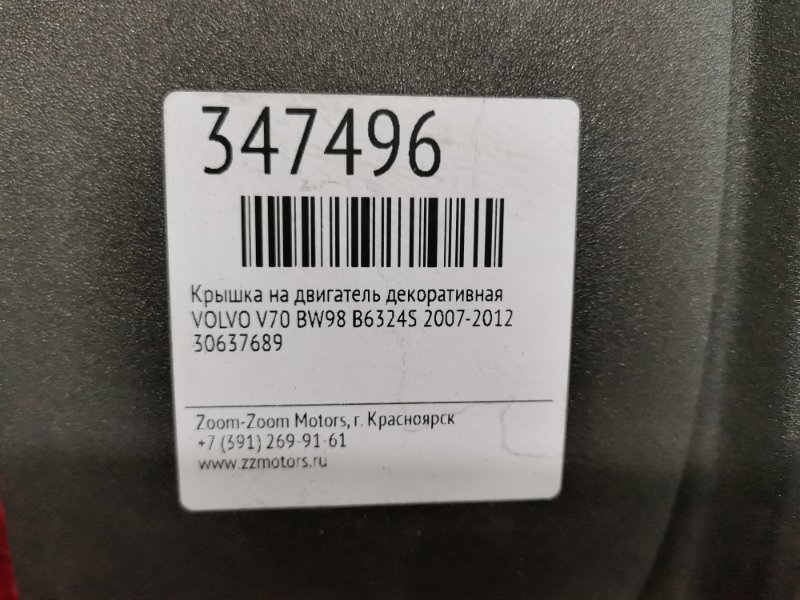 347496
Крышка на двигатель декоративная
VOLVO V70 BW98 B6324S 2007-2012
30637689
Zoom-Zoom Motors, г. Красноярск
+7 (391) 269-91-61
www.zzmotors.ru